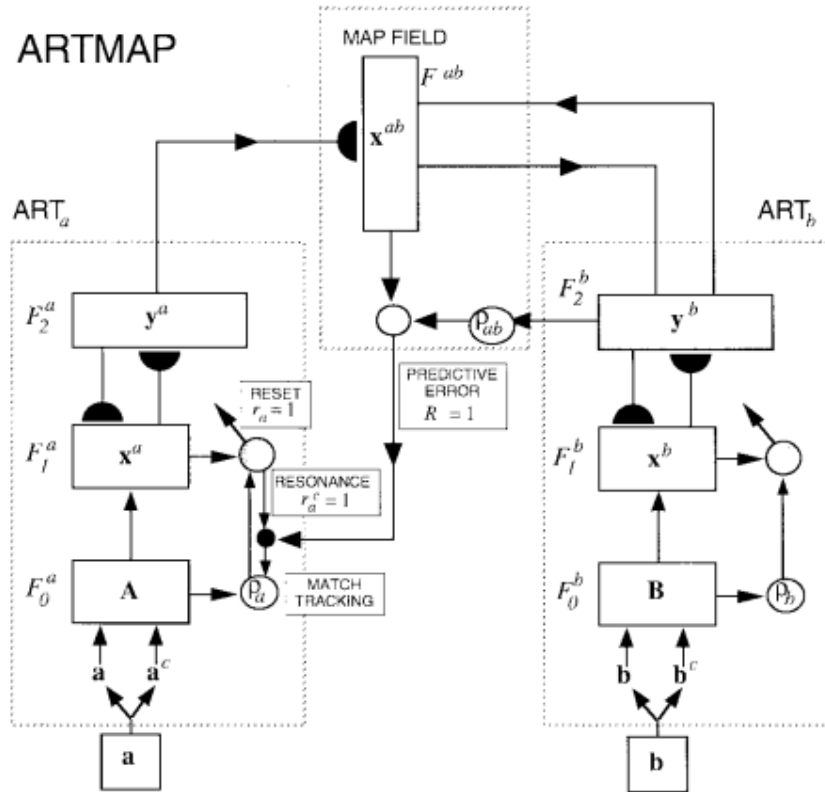 ARTMAP
MAP FIELD
F^ab
x^ab
ART_a
ART_b
F_2^a
y^a
ρ_ab
F_2^b
y^b
RESET
r_a = 1
PREDICTIVE
ERROR
R = 1
F_1^a
x^a
RESONANCE
r_a^c = 1
F_1^b
x^b
F_0^a
A
ρ_a
MATCH
TRACKING
F_0^b
B
ρ_b
a
a^c
b
b^c
a
b